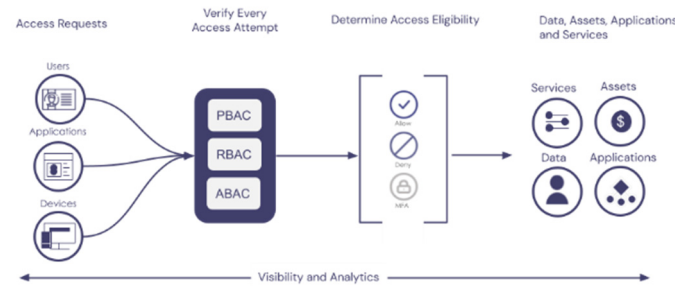 Access Requests
Verify Every
Access Attempt
Determine Access Eligibility
Data, Assets, Applications
and Services
Users
Applications
Devices
PBAC
RBAC
ABAC
Allow
Deny
MFA
Services
Assets
$
Data
Applications
Visibility and Analytics